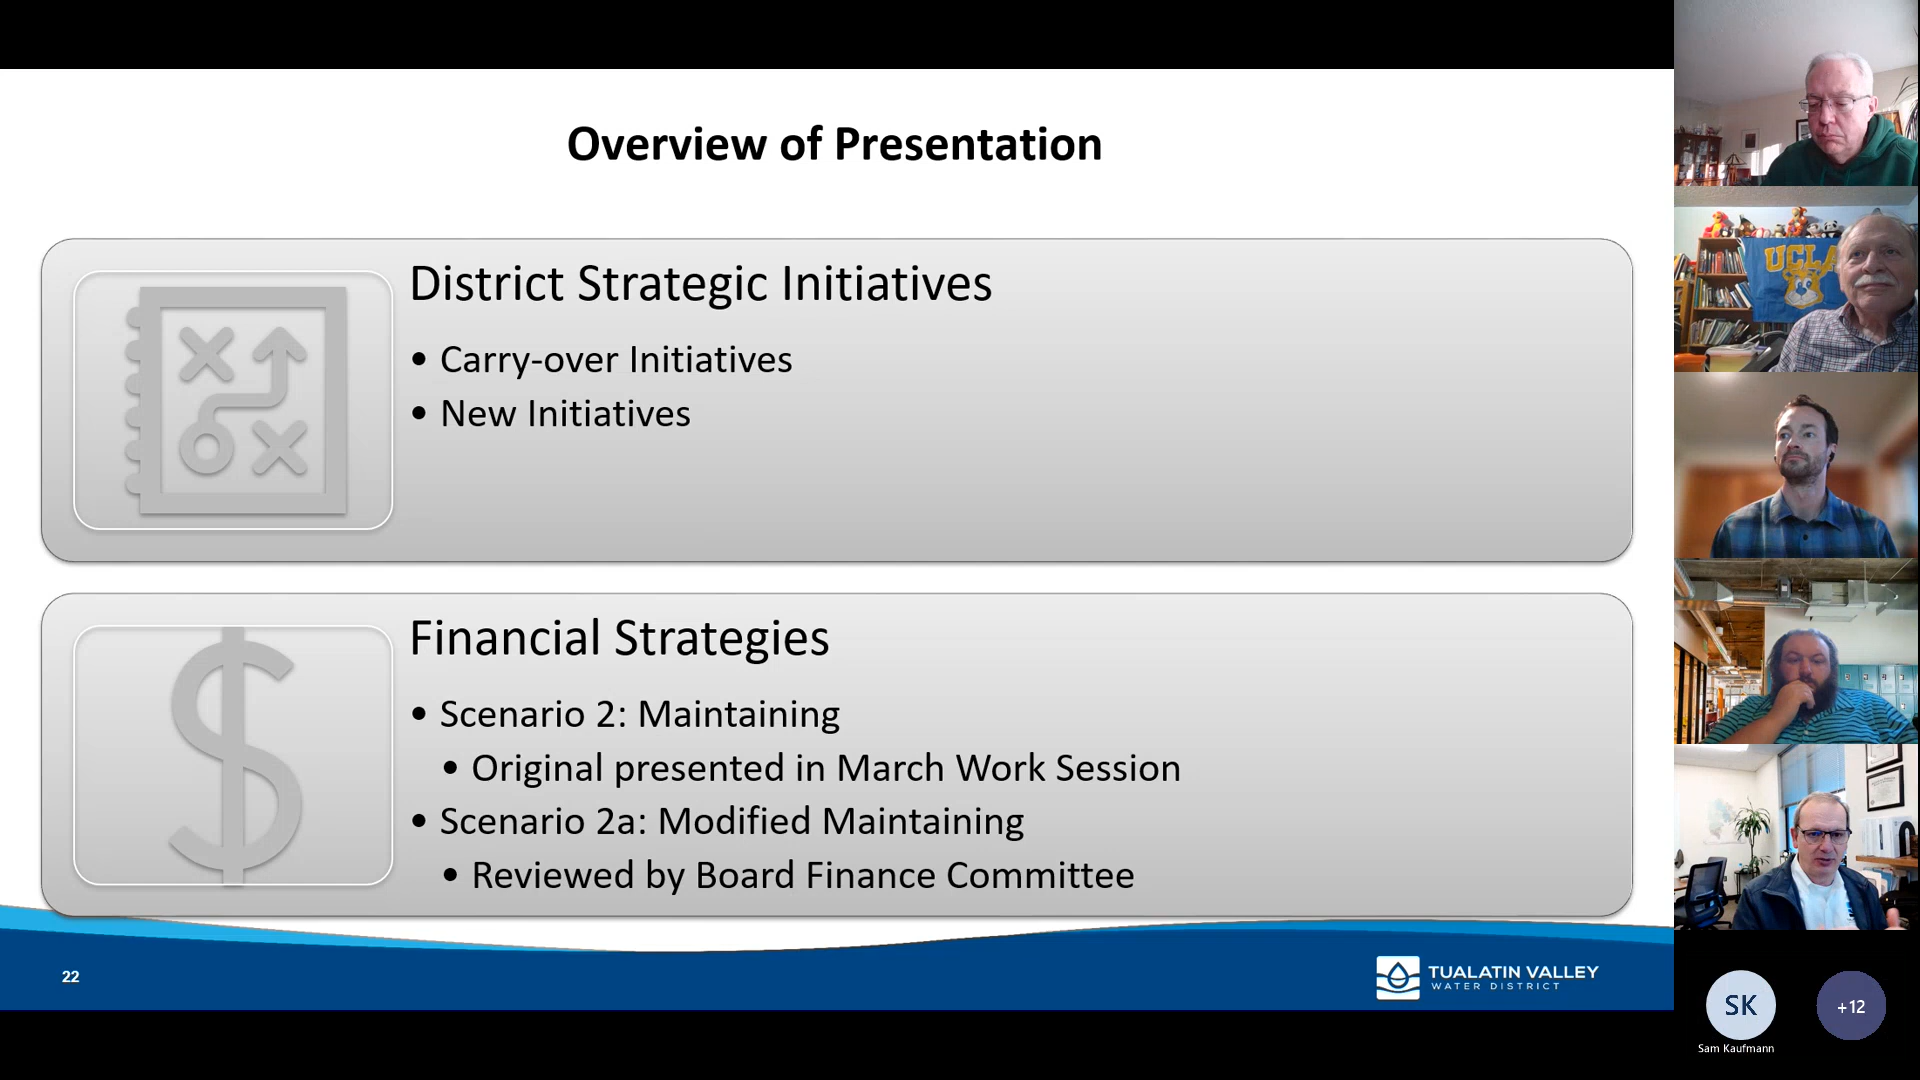 Overview of Presentation
District Strategic Initiatives
• Carry-over Initiatives
• New Initiatives
Financial Strategies
• Scenario 2: Maintaining
• Original presented in March Work Session
• Scenario 2a: Modified Maintaining
• Reviewed by Board Finance Committee
22
TUALATIN VALLEY
WATER DISTRICT
UCLA
SK
+12
Sam Kaufmann